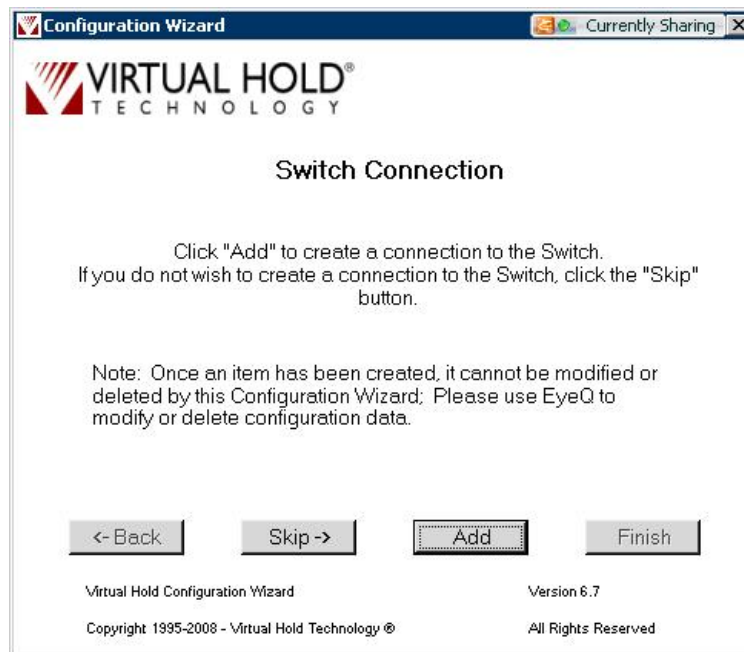 Configuration Wizard
Currently Sharing
VIRTUAL HOLD®
TECHNOLOGY
Switch Connection
Click "Add" to create a connection to the Switch.
If you do not wish to create a connection to the Switch, click the "Skip"
button.
Note: Once an item has been created, it cannot be modified or
deleted by this Configuration Wizard; Please use EyeQ to
modify or delete configuration data.
<- Back
Skip ->
Add
Finish
Virtual Hold Configuration Wizard
Version 6.7
Copyright 1995-2008 - Virtual Hold Technology ®
All Rights Reserved